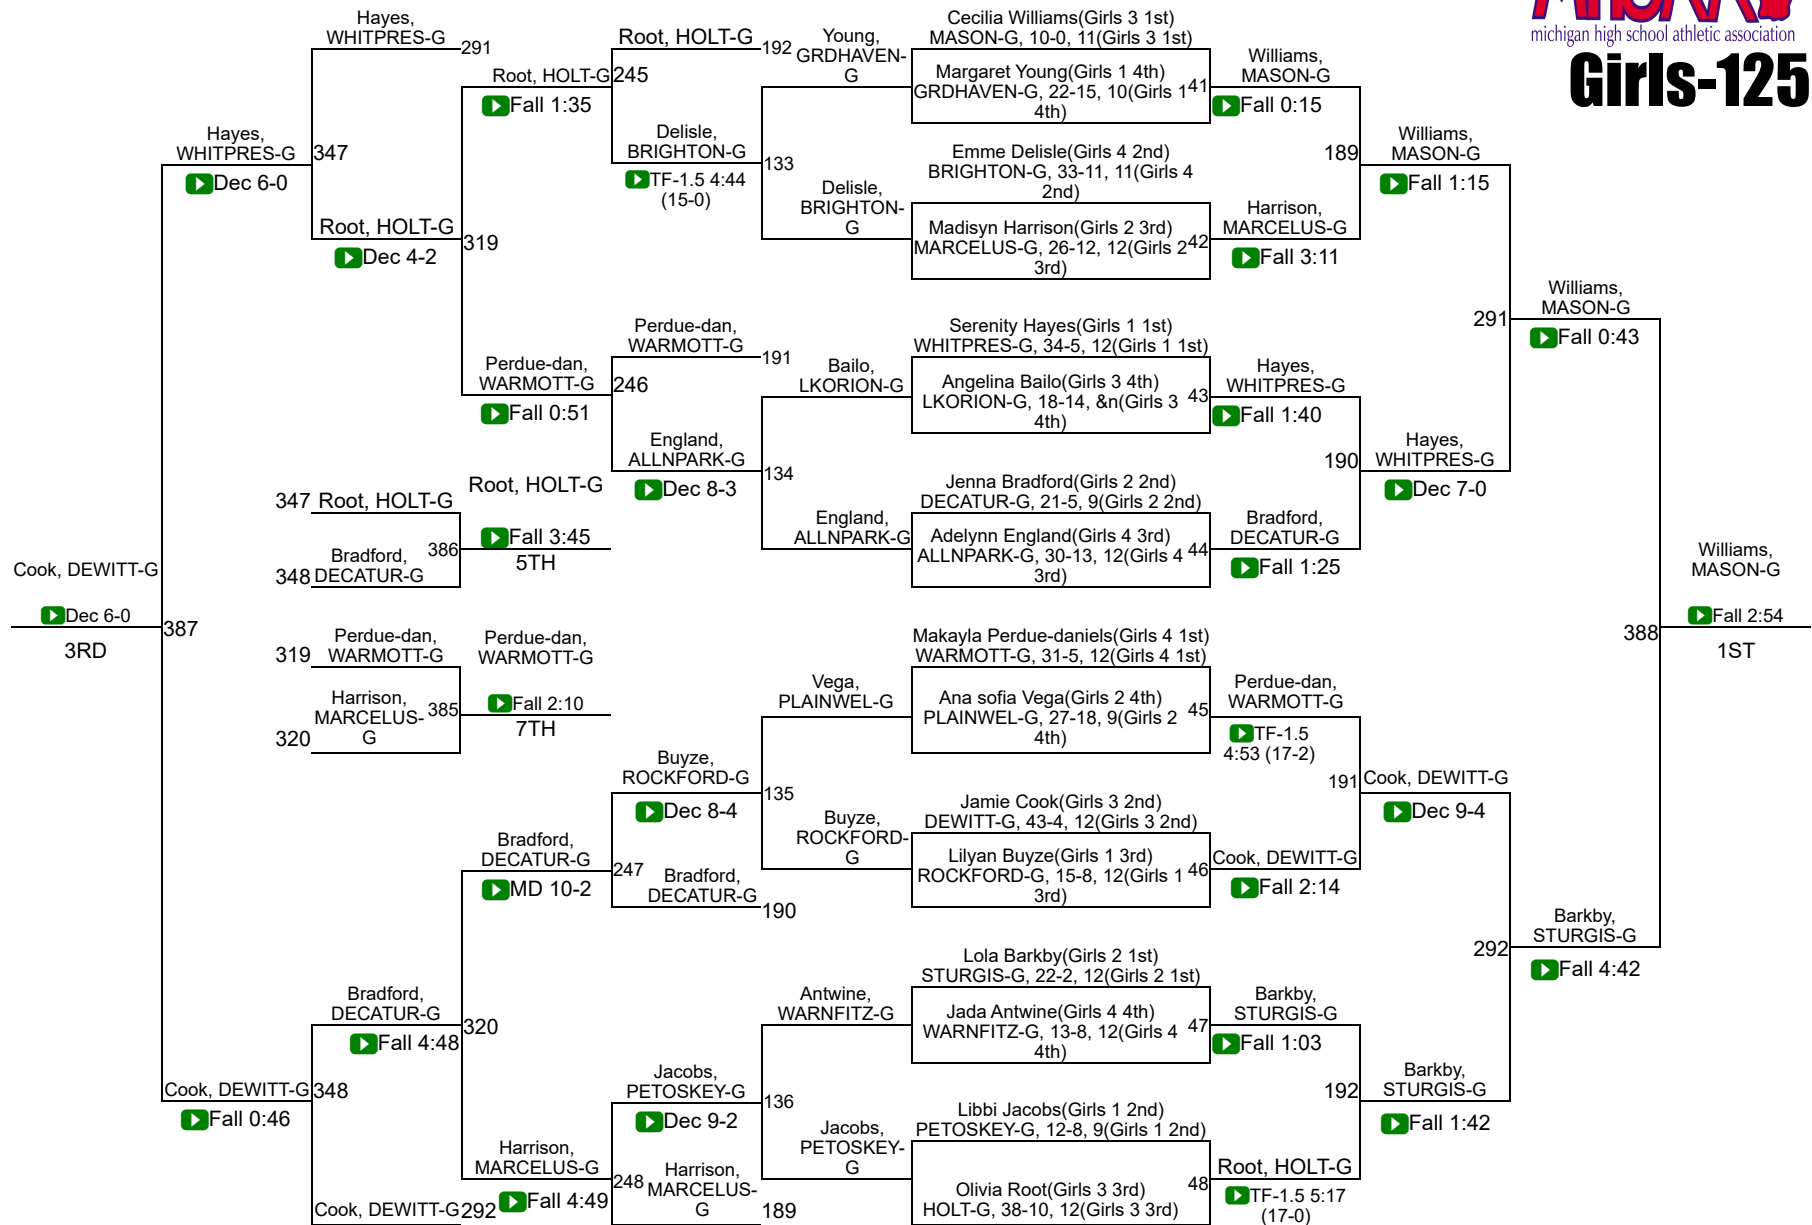 michigan high school athletic association
Girls-125
Hayes,
WHITPRES-G
291
Root, HOLT-G
192
Young,
GRDHAVEN-
G
Cecilia Williams(Girls 3 1st)
MASON-G, 10-0, 11(Girls 3 1st)
Margaret Young(Girls 1 4th)
GRDHAVEN-G, 22-15, 10(Girls 1
4th)
41
Williams,
MASON-G
Fall 0:15
Root, HOLT-G
245
Fall 1:35
Hayes,
WHITPRES-G
347
Dec 6-0
Delisle,
BRIGHTON-G
133
TF-1.5 4:44
(15-0)
Emme Delisle(Girls 4 2nd)
BRIGHTON-G, 33-11, 11(Girls 4
2nd)
Delisle,
BRIGHTON-
G
Madisyn Harrison(Girls 2 3rd)
MARCELUS-G, 26-12, 12(Girls 2
3rd)
42
Harrison,
MARCELUS-G
Fall 3:11
189
Williams,
MASON-G
Fall 1:15
Root, HOLT-G
319
Dec 4-2
Williams,
MASON-G
291
Fall 0:43
Perdue-dan,
WARMOTT-G
191
Bailo,
LKORION-G
Serenity Hayes(Girls 1 1st)
WHITPRES-G, 34-5, 12(Girls 1 1st)
Angelina Bailo(Girls 3 4th)
LKORION-G, 18-14, &n(Girls 3
4th)
43
Hayes,
WHITPRES-G
Fall 1:40
Perdue-dan,
WARMOTT-G
246
Fall 0:51
England,
ALLNPARK-G
134
Dec 8-3
Jenna Bradford(Girls 2 2nd)
DECATUR-G, 21-5, 9(Girls 2 2nd)
England,
ALLNPARK-G
Adelynn England(Girls 4 3rd)
ALLNPARK-G, 30-13, 12(Girls 4
3rd)
44
Bradford,
DECATUR-G
Fall 1:25
190
Hayes,
WHITPRES-G
Dec 7-0
347
Root, HOLT-G
Root, HOLT-G
386
Fall 3:45
5TH
348
Bradford,
DECATUR-G
Cook, DEWITT-G
Dec 6-0
3RD
387
Williams,
MASON-G
388
Fall 2:54
1ST
319
Perdue-dan,
WARMOTT-G
Perdue-dan,
WARMOTT-G
385
Fall 2:10
7TH
320
Harrison,
MARCELUS-
G
Makayla Perdue-daniels(Girls 4 1st)
WARMOTT-G, 31-5, 12(Girls 4 1st)
Vega,
PLAINWEL-G
Ana sofia Vega(Girls 2 4th)
PLAINWEL-G, 27-18, 9(Girls 2
4th)
45
Perdue-dan,
WARMOTT-G
TF-1.5
4:53 (17-2)
Buyze,
ROCKFORD-G
135
Dec 8-4
Jamie Cook(Girls 3 2nd)
DEWITT-G, 43-4, 12(Girls 3 2nd)
Buyze,
ROCKFORD-
G
Lilyan Buyze(Girls 1 3rd)
ROCKFORD-G, 15-8, 12(Girls 1
3rd)
46
Cook, DEWITT-G
Fall 2:14
191
Cook, DEWITT-G
Dec 9-4
Bradford,
DECATUR-G
247
MD 10-2
Bradford,
DECATUR-G
190
Barkby,
STURGIS-G
292
Fall 4:42
Bradford,
DECATUR-G
320
Fall 4:48
Antwine,
WARNFITZ-G
Lola Barkby(Girls 2 1st)
STURGIS-G, 22-2, 12(Girls 2 1st)
Jada Antwine(Girls 4 4th)
WARNFITZ-G, 13-8, 12(Girls 4
4th)
47
Barkby,
STURGIS-G
Fall 1:03
Cook, DEWITT-G
348
Fall 0:46
Jacobs,
PETOSKEY-G
136
Dec 9-2
Libbi Jacobs(Girls 1 2nd)
PETOSKEY-G, 12-8, 9(Girls 1 2nd)
Jacobs,
PETOSKEY-
G
Olivia Root(Girls 3 3rd)
HOLT-G, 38-10, 12(Girls 3 3rd)
48
Root, HOLT-G
TF-1.5 5:17
(17-0)
192
Barkby,
STURGIS-G
Fall 1:42
Harrison,
MARCELUS-G
248
Fall 4:49
Harrison,
MARCELUS-
G
189
Cook, DEWITT-G
292